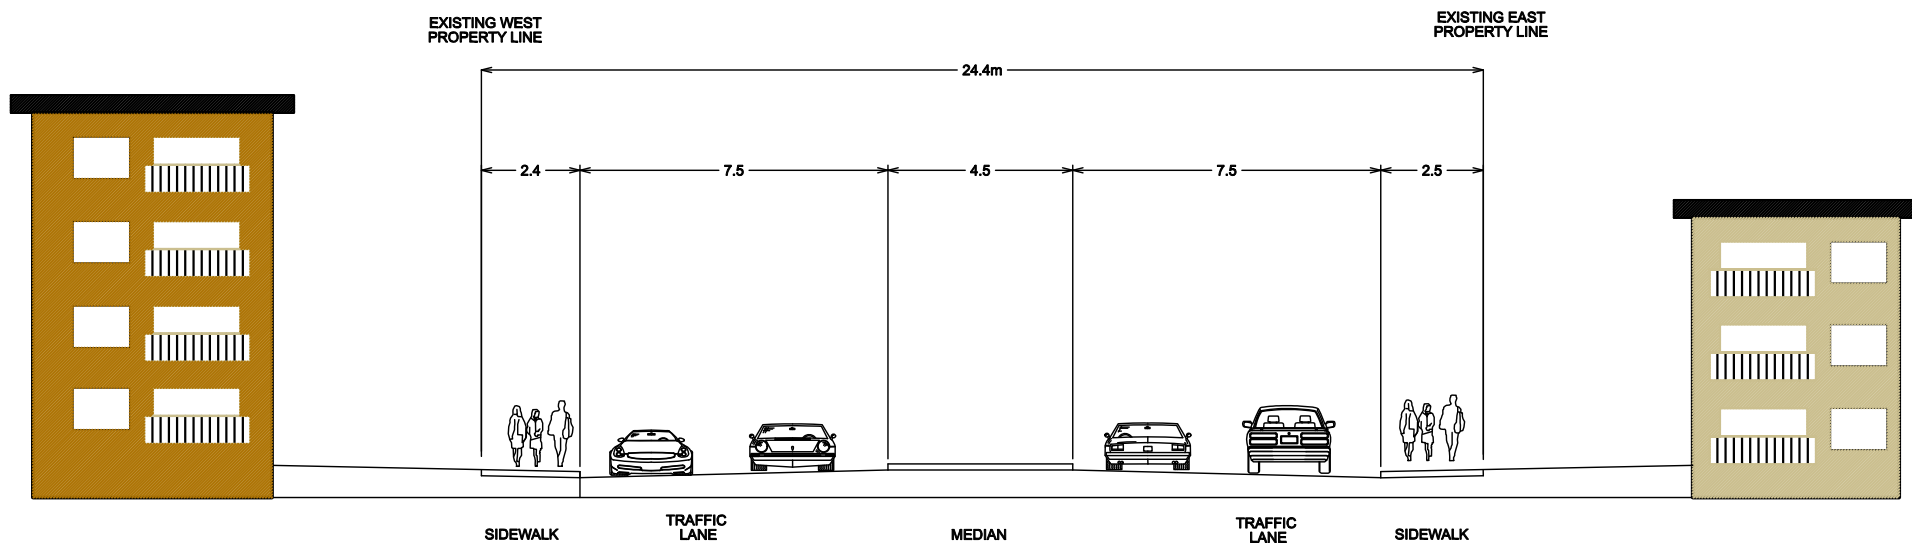 EXISTING WEST
PROPERTY LINE
EXISTING EAST
PROPERTY LINE
24.4m
2.4
7.5
4.5
7.5
2.5
SIDEWALK
TRAFFIC
LANE
MEDIAN
TRAFFIC
LANE
SIDEWALK